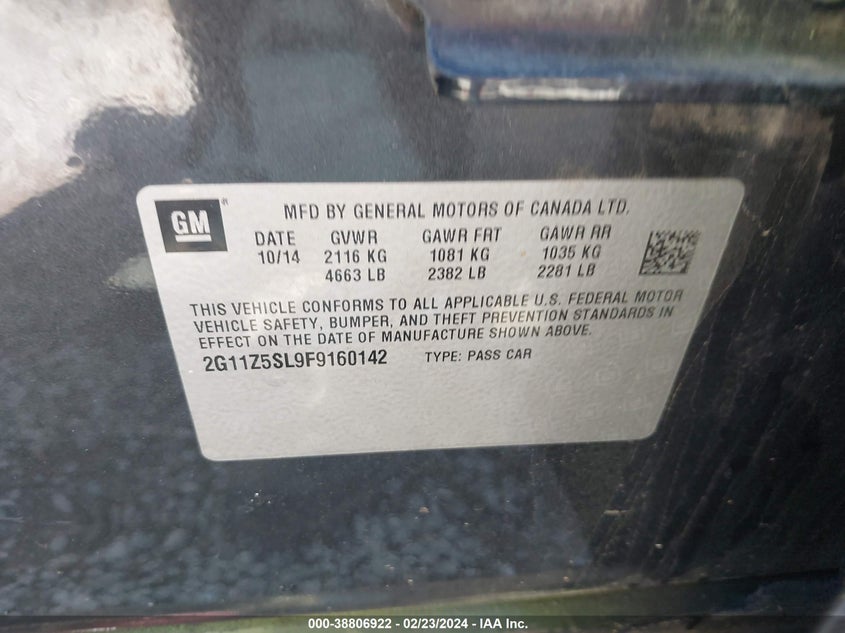 GM ®
MFD BY GENERAL MOTORS OF CANADA LTD.
DATE GVWR GAWR FRT GAWR RR
10/14 2116 KG 1081 KG 1035 KG
4663 LB 2382 LB 2281 LB
THIS VEHICLE CONFORMS TO ALL APPLICABLE U.S. FEDERAL MOTOR
VEHICLE SAFETY, BUMPER, AND THEFT PREVENTION STANDARDS IN
EFFECT ON THE DATE OF MANUFACTURE SHOWN ABOVE.
2G11Z5SL9F9160142 TYPE: PASS CAR
000-38806922 - 02/23/2024 - IAA Inc.